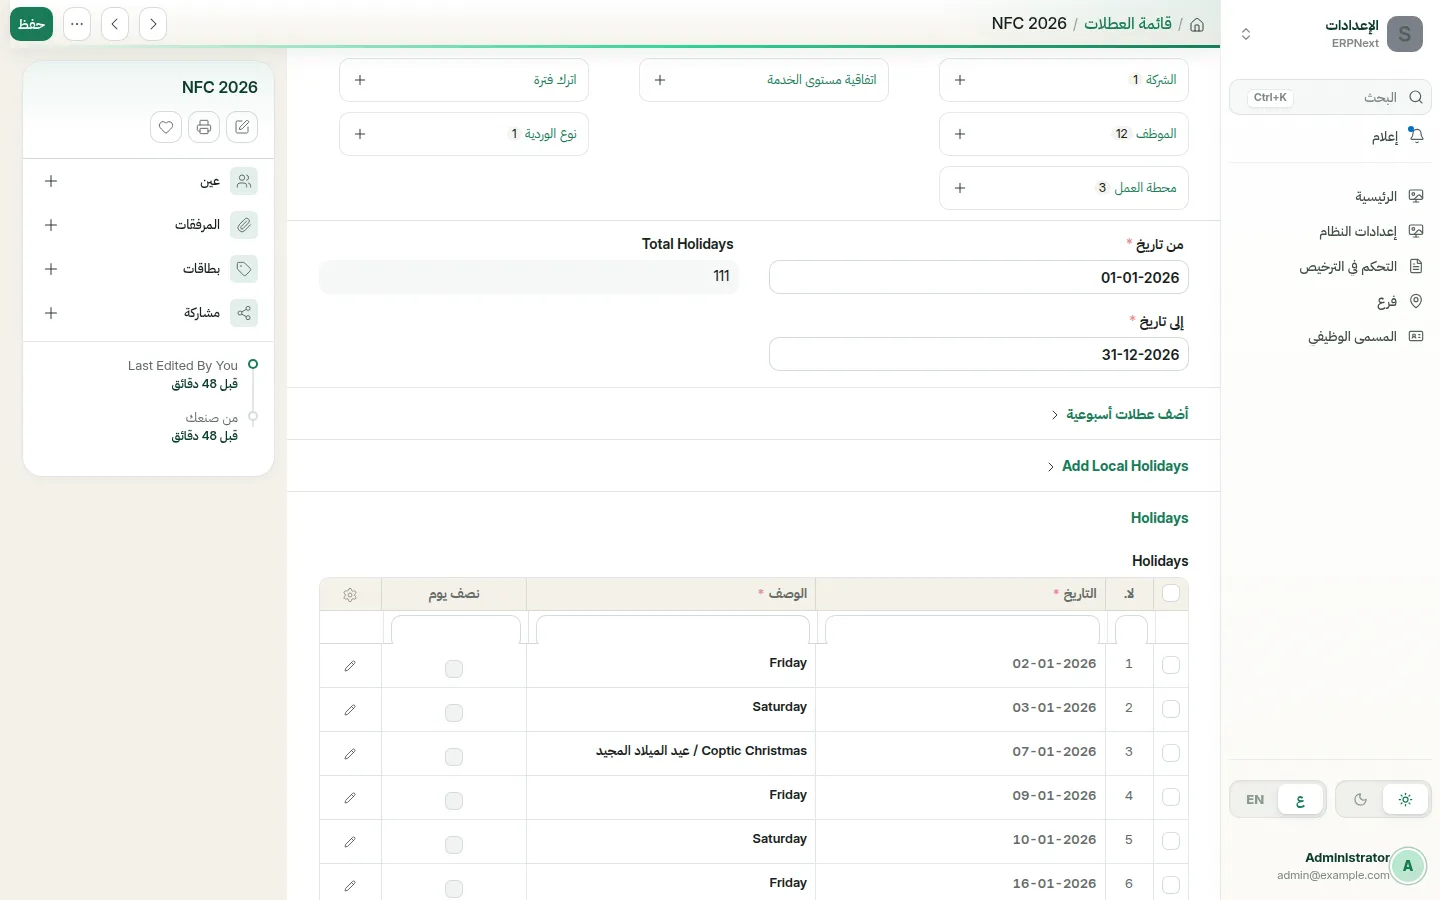 الإعدادات
ERPNext
S
البحث
Ctrl+K
إعلام
الرئيسية
إعدادات النظام
التحكم في الترخيص
فرع
المسمى الوظيفي
EN
ع
Administrator
admin@example.com
A
/ قائمة العطلات / NFC 2026
حفظ
الشركة 1
اتفاقية مستوى الخدمة
اترك فترة
الموظف 12
نوع الوردية 1
محطة العمل 3
من تاريخ *
Total Holidays
01-01-2026
111
إلى تاريخ *
31-12-2026
أضف عطلات أسبوعية
Add Local Holidays
Holidays
Holidays
لا.
التاريخ *
الوصف *
نصف يوم
1
02-01-2026
Friday
2
03-01-2026
Saturday
3
07-01-2026
Coptic Christmas / عيد الميلاد المجيد
4
09-01-2026
Friday
5
10-01-2026
Saturday
6
16-01-2026
Friday
NFC 2026
عين
المرفقات
بطاقات
مشاركة
Last Edited By You
قبل 48 دقائق
من صنعك
قبل 48 دقائق